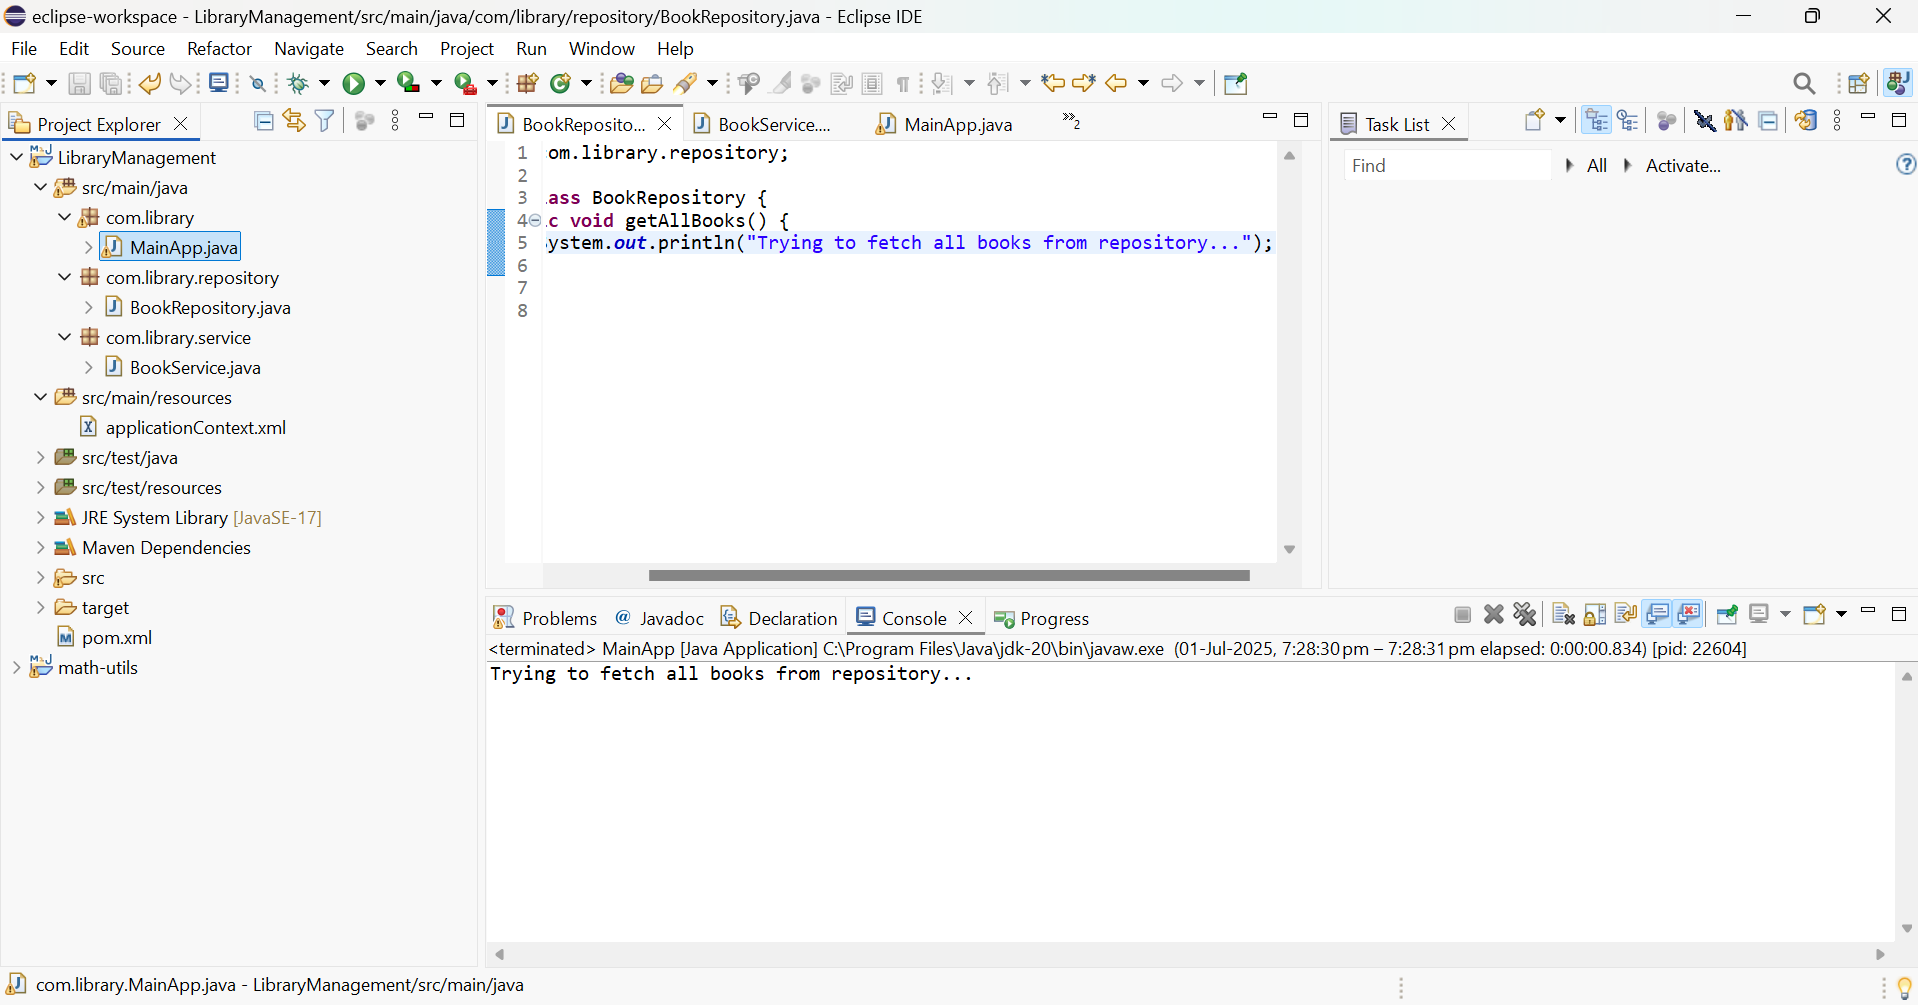 eclipse-workspace - LibraryManagement/src/main/java/com/library/repository/BookRepository.java - Eclipse IDE
File Edit Source Refactor Navigate Search Project Run Window Help
Project Explorer
LibraryManagement
src/main/java
com.library
MainApp.java
com.library.repository
BookRepository.java
com.library.service
BookService.java
src/main/resources
applicationContext.xml
src/test/java
src/test/resources
JRE System Library [JavaSE-17]
Maven Dependencies
src
target
pom.xml
math-utils
BookReposito... BookService.... MainApp.java »2
1 om.library.repository;
2
3 ass BookRepository {
4 c void getAllBooks() {
5 ystem.out.println("Trying to fetch all books from repository...");
6
7
8
Task List
Find All Activate...
Problems @ Javadoc Declaration Console Progress
<terminated> MainApp [Java Application] C:\Program Files\Java\jdk-20\bin\javaw.exe (01-Jul-2025, 7:28:30 pm – 7:28:31 pm elapsed: 0:00:00.834) [pid: 22604]
Trying to fetch all books from repository...
com.library.MainApp.java - LibraryManagement/src/main/java